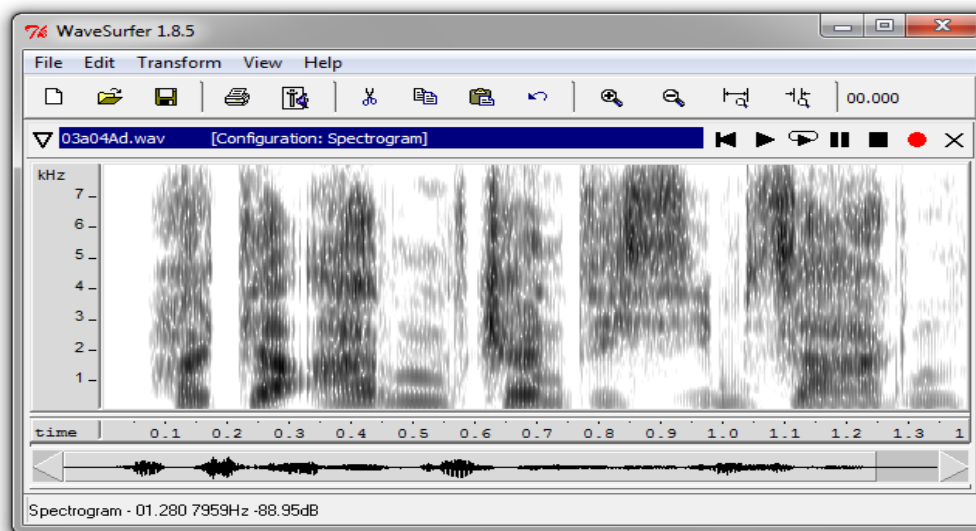 WaveSurfer 1.8.5
File Edit Transform View Help
00.000
03a04Ad.wav [Configuration: Spectrogram]
kHz
7
6
5
4
3
2
1
time 0.1 0.2 0.3 0.4 0.5 0.6 0.7 0.8 0.9 1.0 1.1 1.2 1.3 1
Spectrogram - 01.280 7959Hz -88.95dB